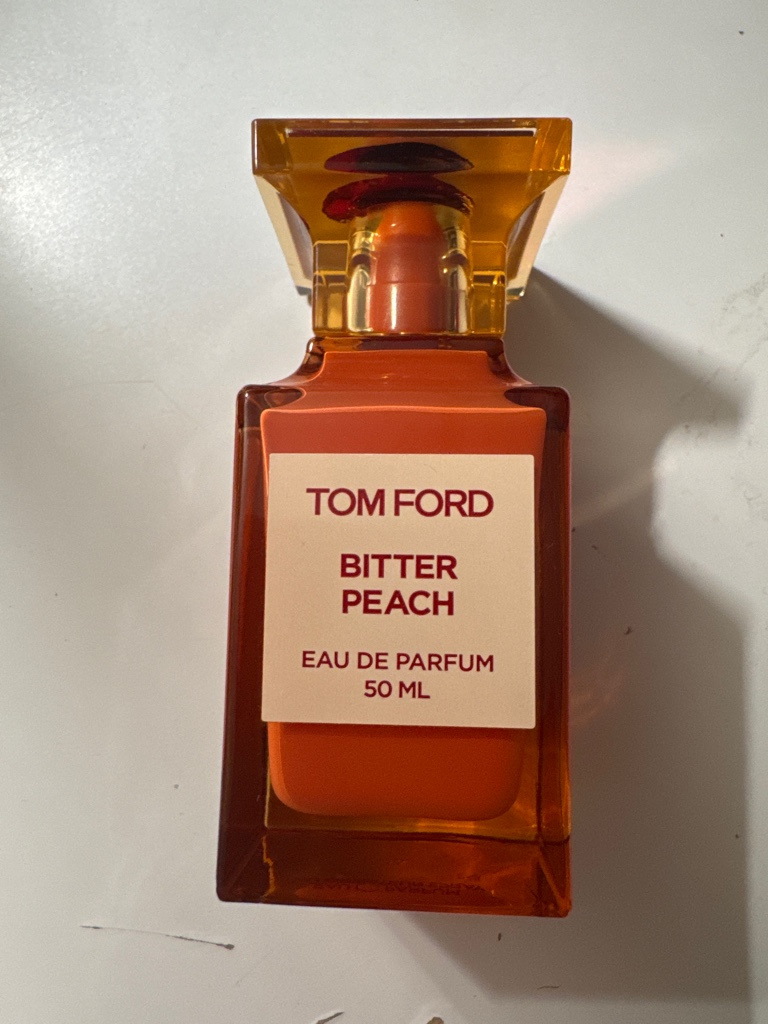 TOM FORD
BITTER
PEACH
EAU DE PARFUM
50 ML